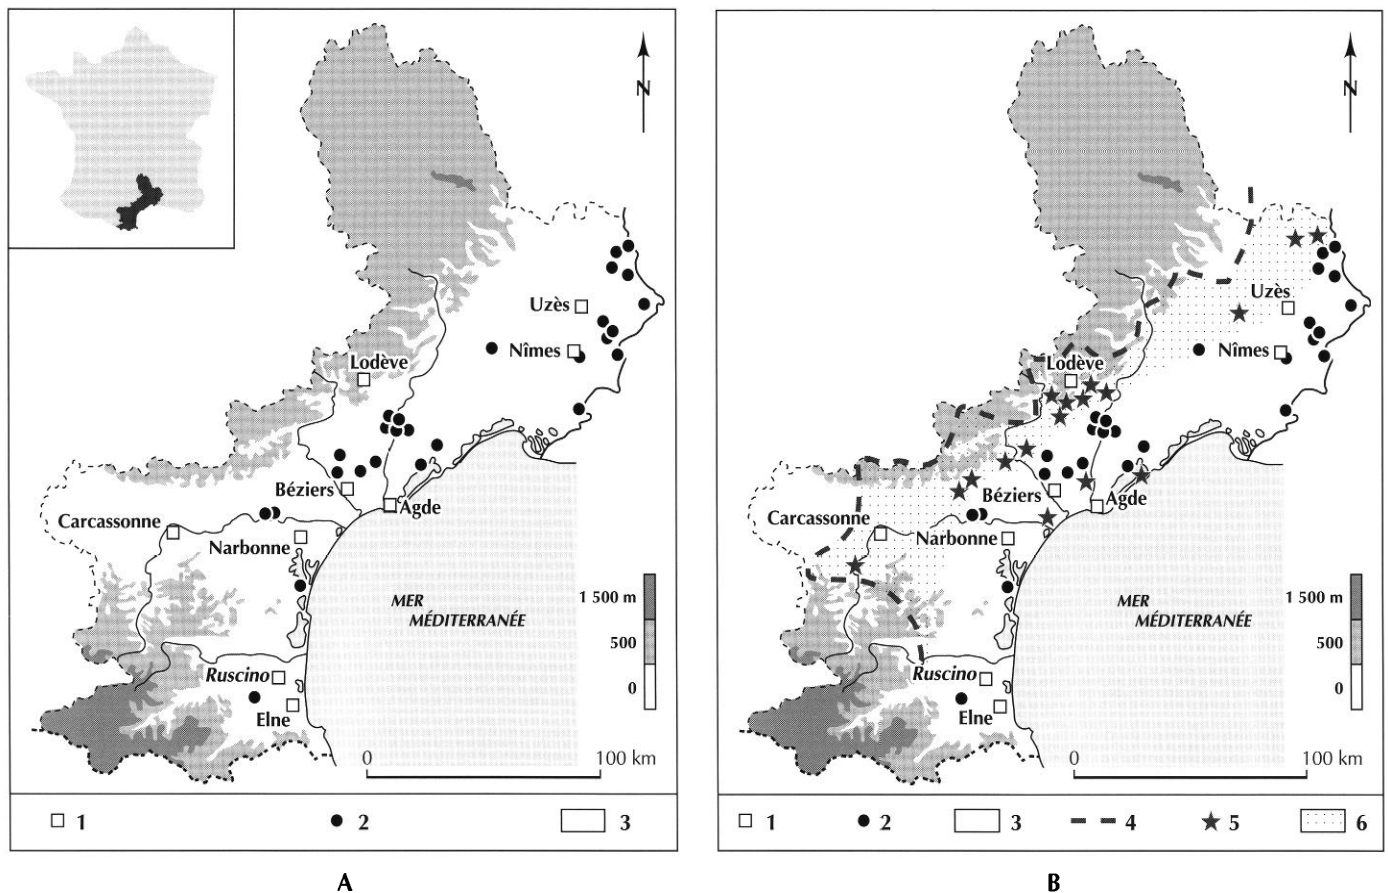 N
Uzès
Nîmes
Lodève
Béziers
Agde
Carcassonne
Narbonne
MER
MÉDITERRANÉE
1 500 m
500
0
Ruscino
Elne
0
100 km
1
2
3
A
N
Uzès
Nîmes
Lodève
Béziers
Agde
Carcassonne
Narbonne
MER
MÉDITERRANÉE
1 500 m
500
0
Ruscino
Elne
0
100 km
1
2
3
4
5
6
B